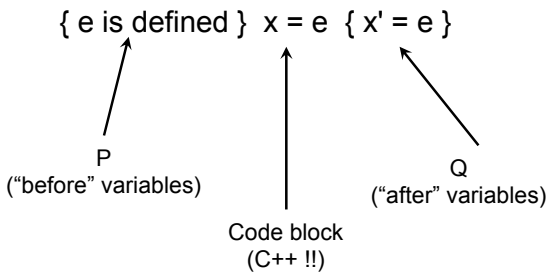 { e is defined } x = e { x' = e }
P
(“before” variables)
Q
(“after” variables)
Code block
(C++ !!)